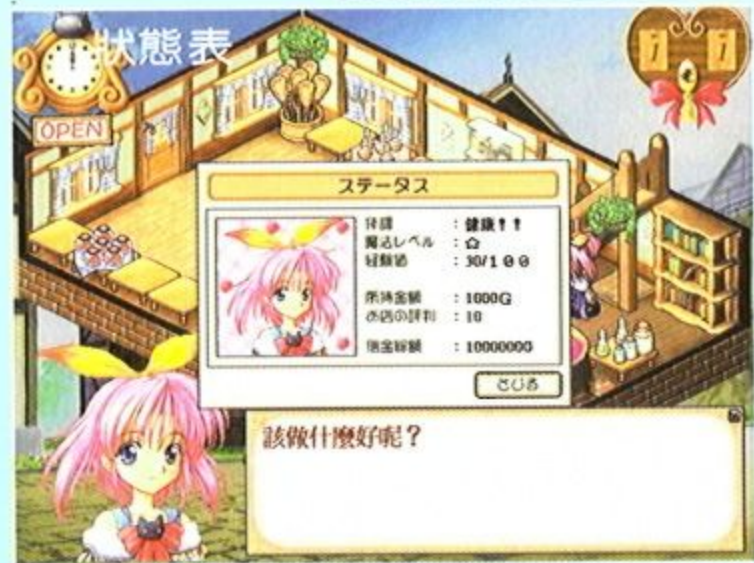 狀態表
7 7
OPEN
ステータス
体調 : 健康!!
魔法レベル : ☆
経験値 : 30/100
所持金額 : 1000G
お店の評判 : 10
借金総額 : 10000000
とじる
該做什麼好呢?